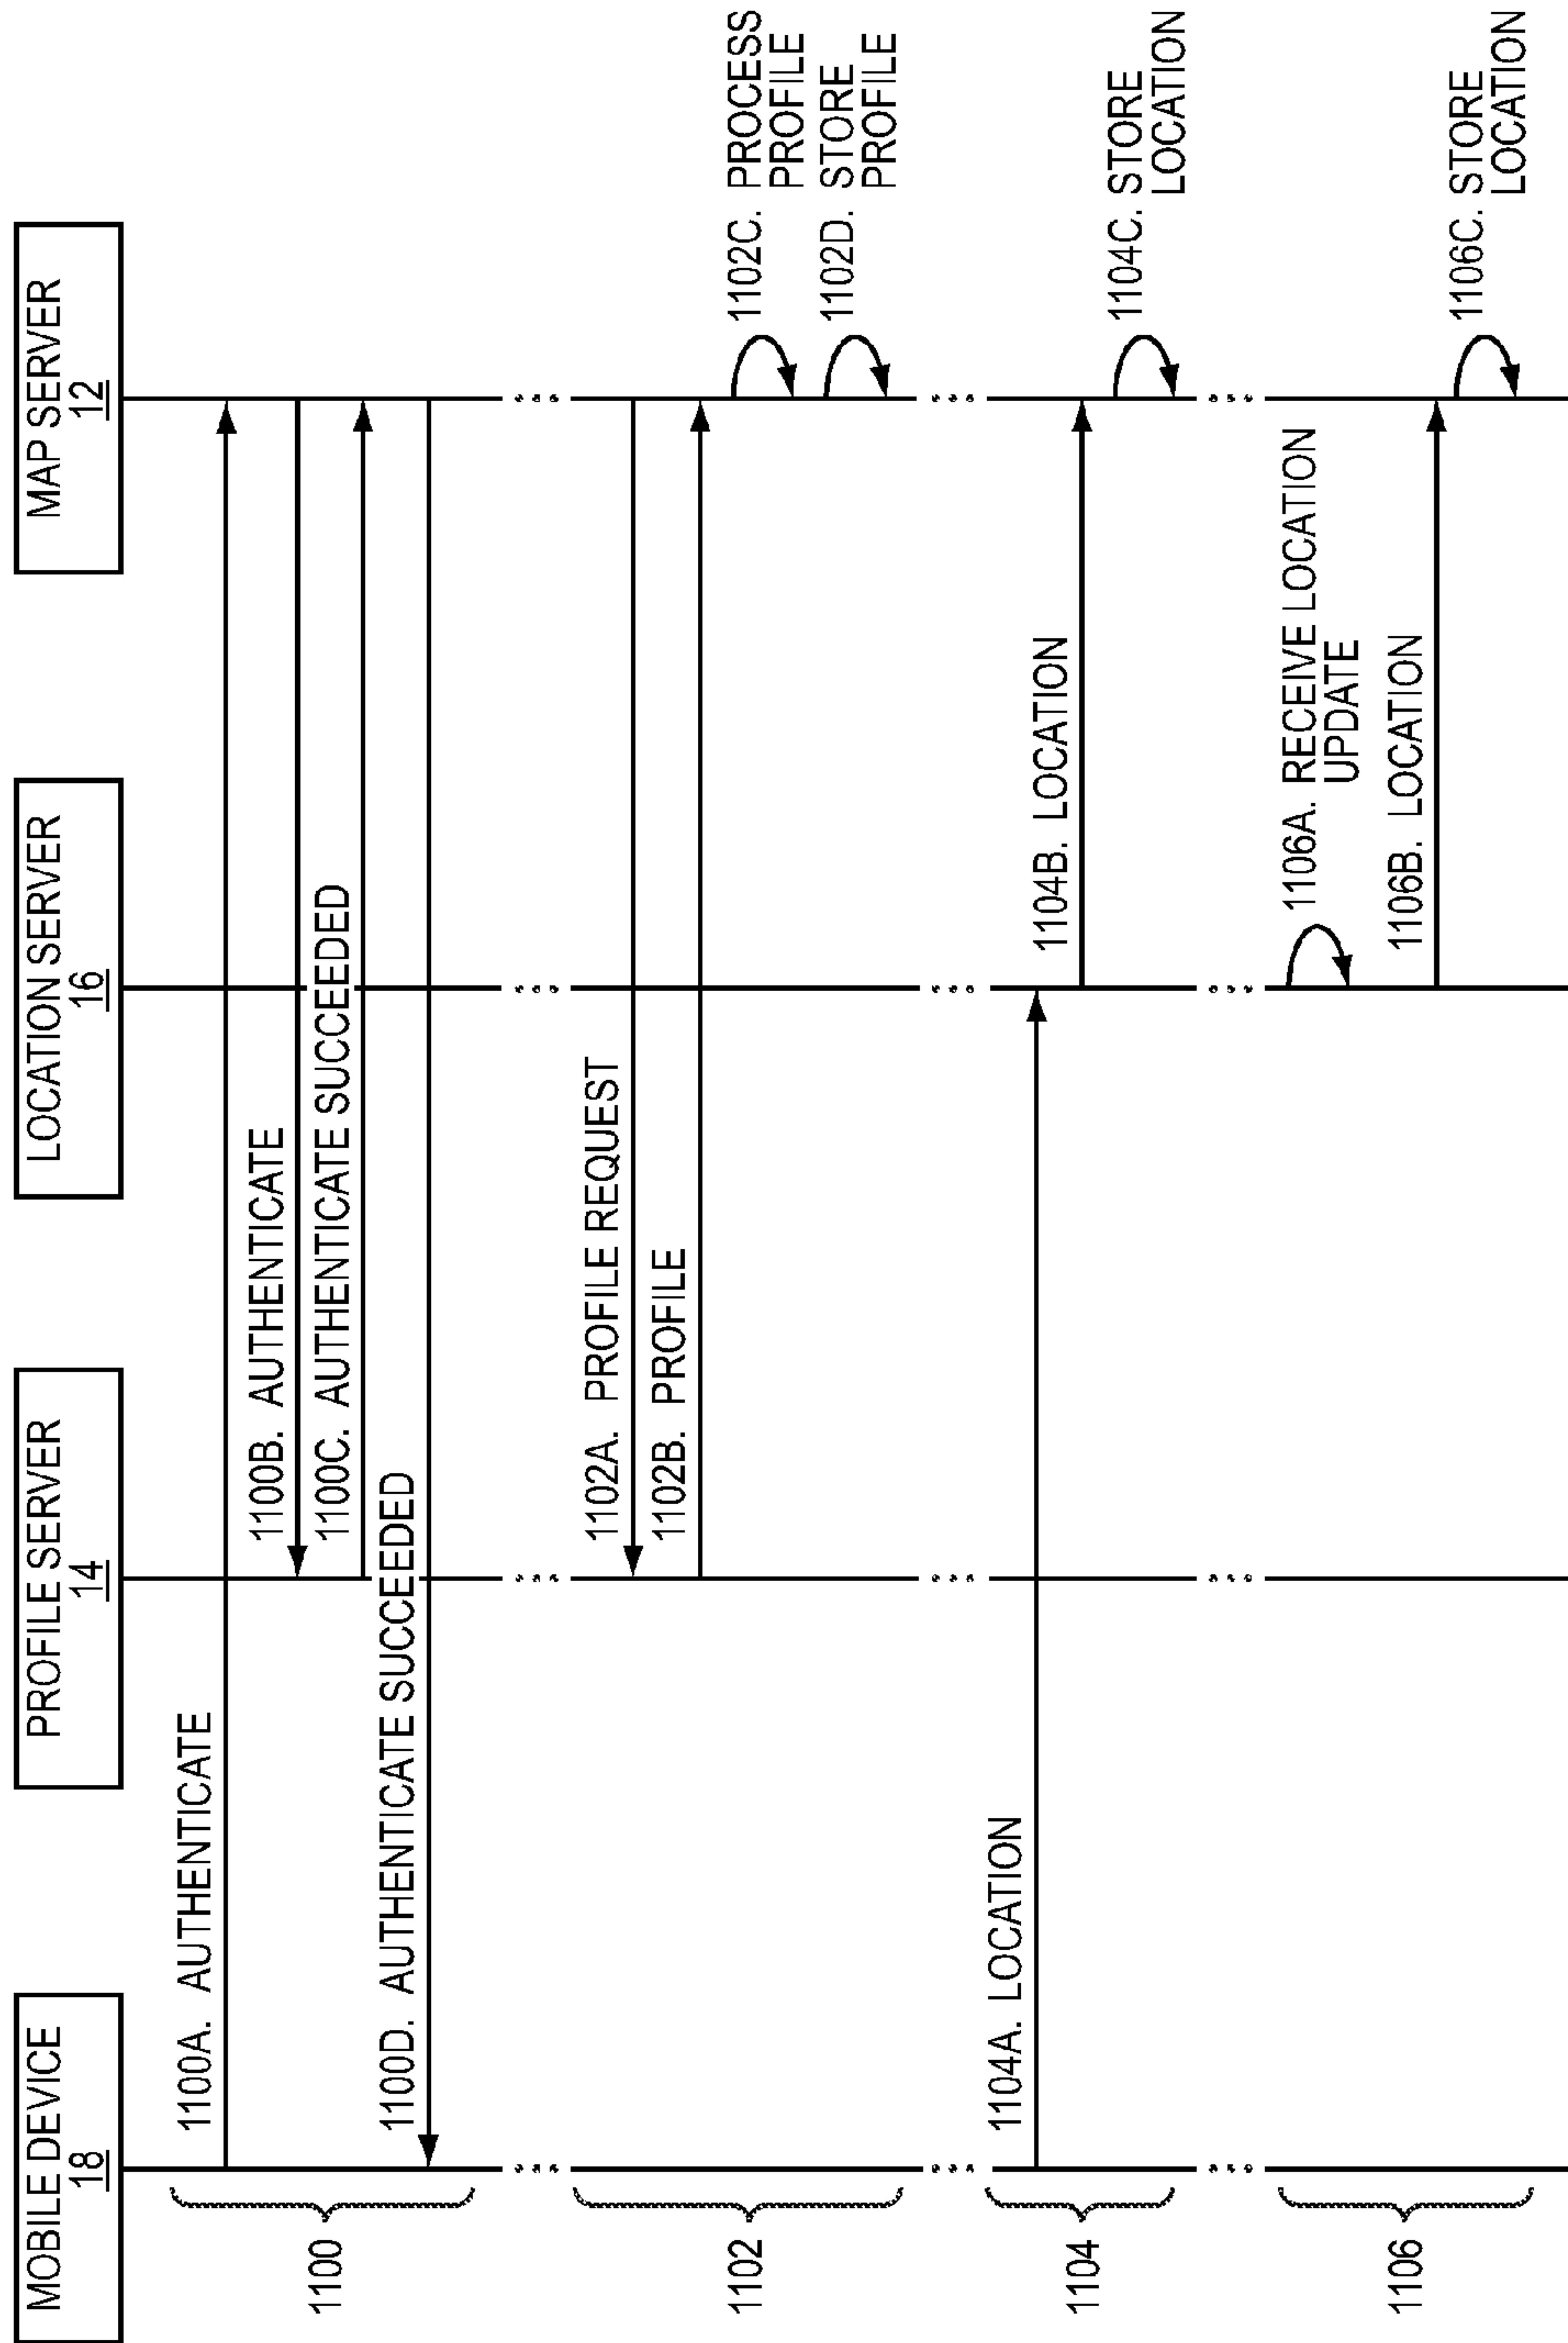 MOBILE DEVICE
18
PROFILE SERVER
14
LOCATION SERVER
16
MAP SERVER
12
1100
1100A. AUTHENTICATE
1100B. AUTHENTICATE
1100C. AUTHENTICATE SUCCEEDED
1100D. AUTHENTICATE SUCCEEDED
1102
1102A. PROFILE REQUEST
1102B. PROFILE
1102C. PROCESS
PROFILE
1102D. STORE
PROFILE
1104
1104A. LOCATION
1104B. LOCATION
1104C. STORE
LOCATION
1106
1106A. RECEIVE LOCATION
UPDATE
1106B. LOCATION
1106C. STORE
LOCATION